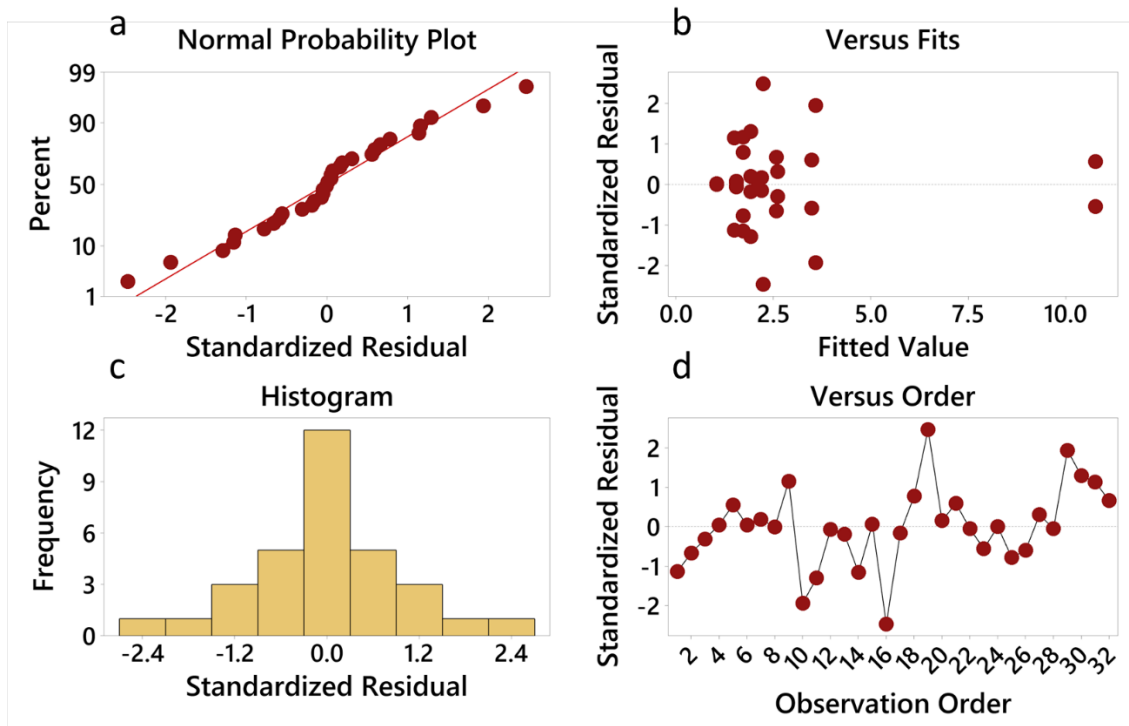 a
Normal Probability Plot
99
90
50
10
1
Percent
-2 -1 0 1 2
Standardized Residual
b
Versus Fits
2
1
0
-1
-2
Standardized Residual
0.0 2.5 5.0 7.5 10.0
Fitted Value
c
Histogram
12
9
6
3
0
Frequency
-2.4 -1.2 0.0 1.2 2.4
Standardized Residual
d
Versus Order
2
1
0
-1
-2
Standardized Residual
2 4 6 8 10 12 14 16 18 20 22 24 26 28 30 32
Observation Order